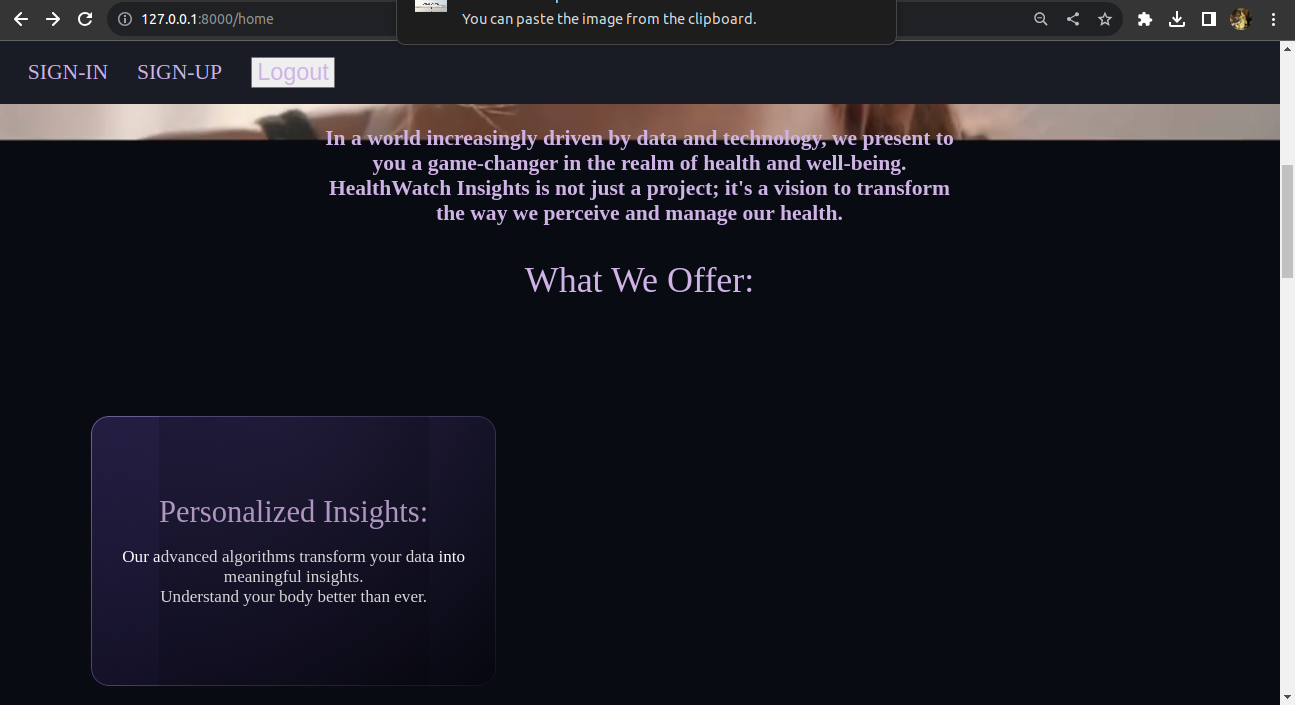 127.0.0.1:8000/home
You can paste the image from the clipboard.
SIGN-IN SIGN-UP Logout
In a world increasingly driven by data and technology, we present to
you a game-changer in the realm of health and well-being.
HealthWatch Insights is not just a project; it's a vision to transform
the way we perceive and manage our health.
What We Offer:
Personalized Insights:
Our advanced algorithms transform your data into
meaningful insights.
Understand your body better than ever.